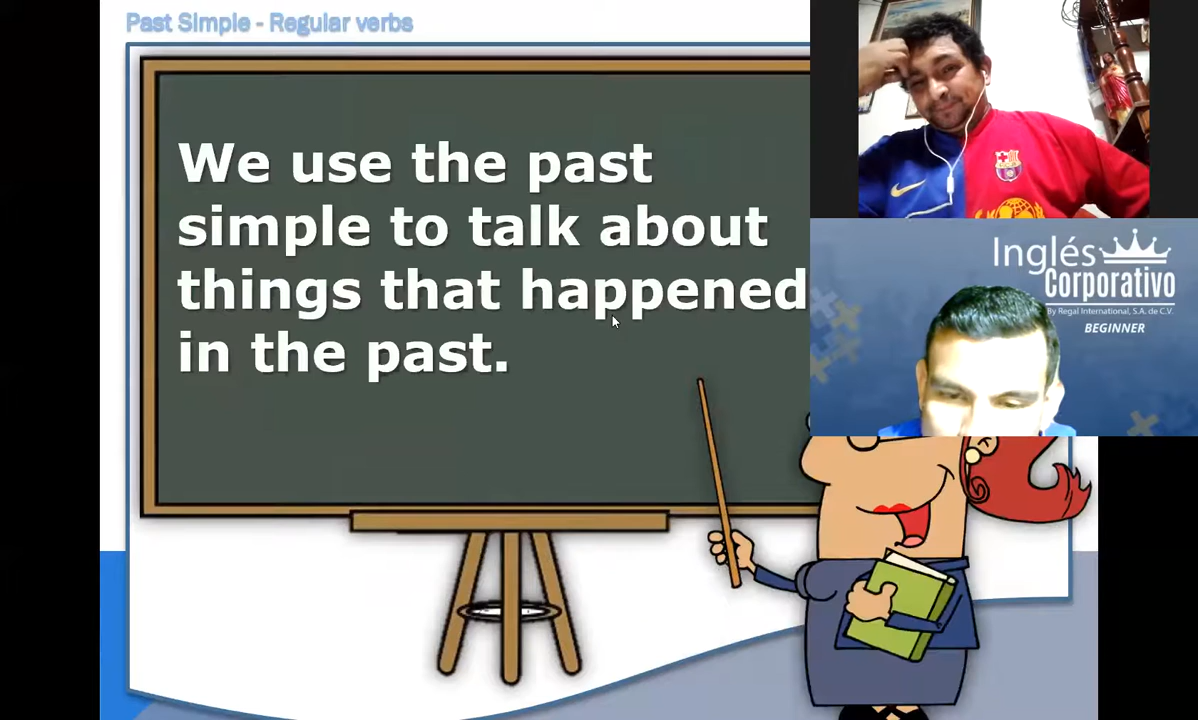 Past Simple - Regular verbs
We use the past
simple to talk about
things that happened
in the past.
Inglés
Corporativo
By Regal International, S.A. de C.V.
BEGINNER